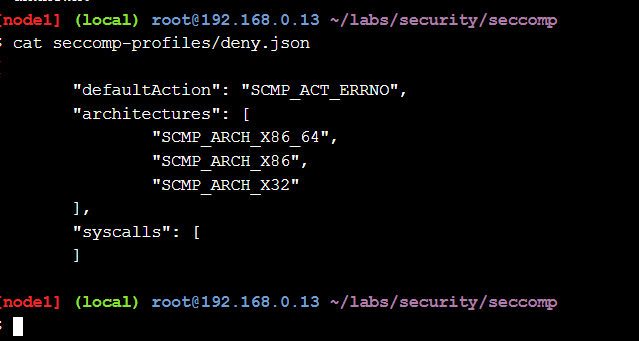 [node1] (local) root@192.168.0.13 ~/labs/security/seccomp
$ cat seccomp-profiles/deny.json
"defaultAction": "SCMP_ACT_ERRNO",
"architectures": [
"SCMP_ARCH_X86_64",
"SCMP_ARCH_X86",
"SCMP_ARCH_X32"
],
"syscalls": [
]
[node1] (local) root@192.168.0.13 ~/labs/security/seccomp
$